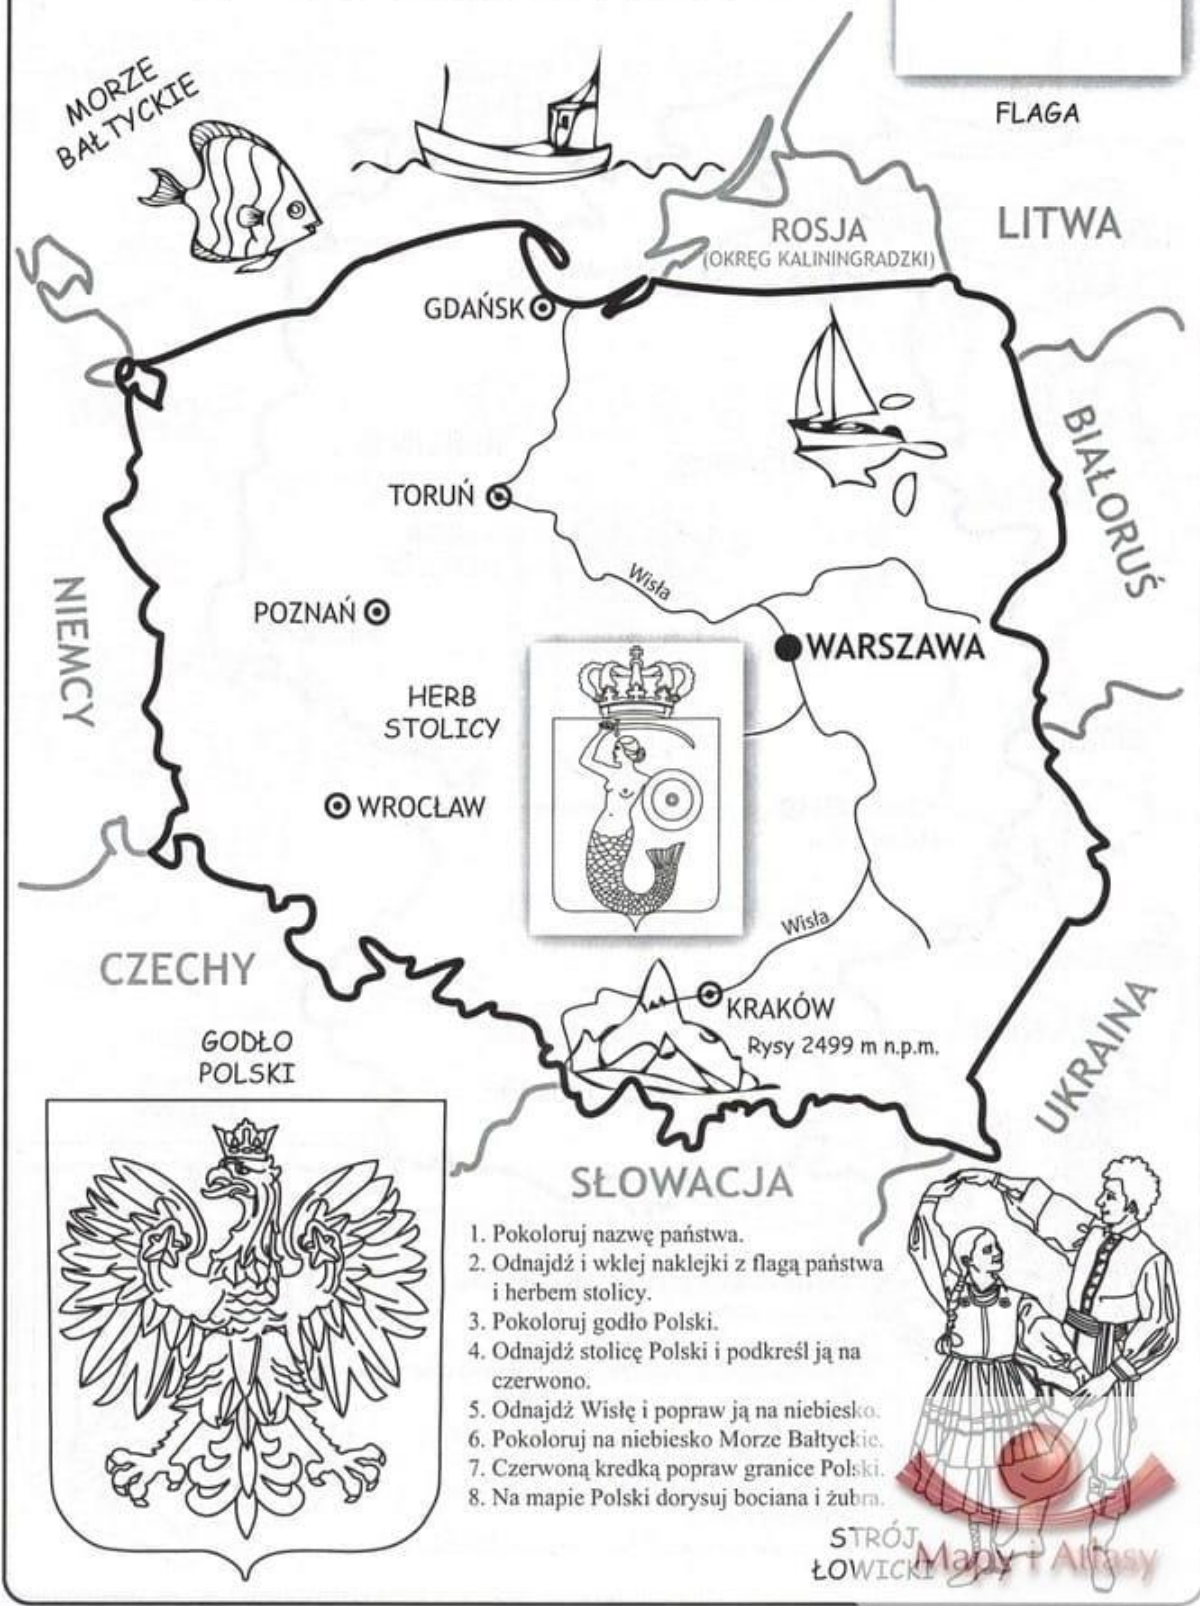 MORZE
BAŁTYCKIE
FLAGA
ROSJA
(OKRĘG KALININGRADZKI)
LITWA
GDAŃSK
BIAŁORUŚ
TORUŃ
Wisła
NIEMCY
POZNAŃ
WARSZAWA
HERB
STOLICY
WROCŁAW
Wisła
CZECHY
KRAKÓW
Rysy 2499 m n.p.m.
UKRAINA
GODŁO
POLSKI
SŁOWACJA
1. Pokoloruj nazwę państwa.
2. Odnajdź i wklej naklejki z flagą państwa
i herbem stolicy.
3. Pokoloruj godło Polski.
4. Odnajdź stolicę Polski i podkreśl ją na
czerwono.
5. Odnajdź Wisłę i popraw ją na niebiesko.
6. Pokoloruj na niebiesko Morze Bałtyckie.
7. Czerwoną kredką popraw granice Polski.
8. Na mapie Polski dorysuj bociana i żubra.
STRÓJ
ŁOWICKI
Mapy i Atlasy